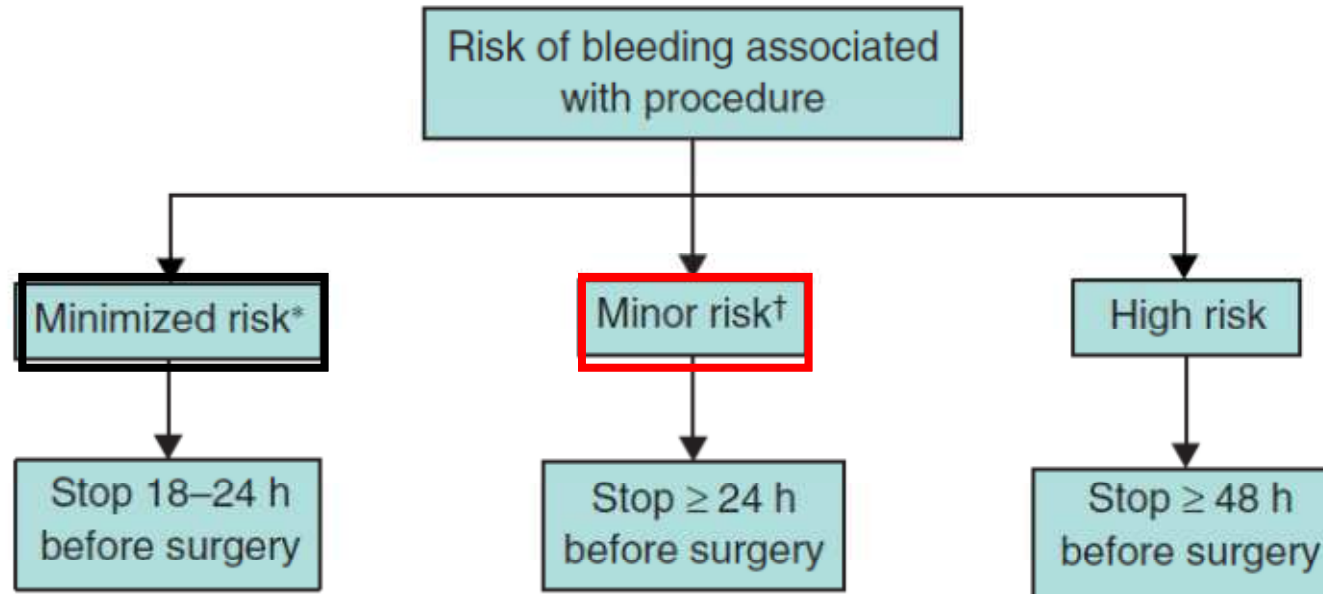 Risk of bleeding associated
with procedure
Minimized risk*
Minor risk†
High risk
Stop 18–24 h
before surgery
Stop ≥ 24 h
before surgery
Stop ≥ 48 h
before surgery